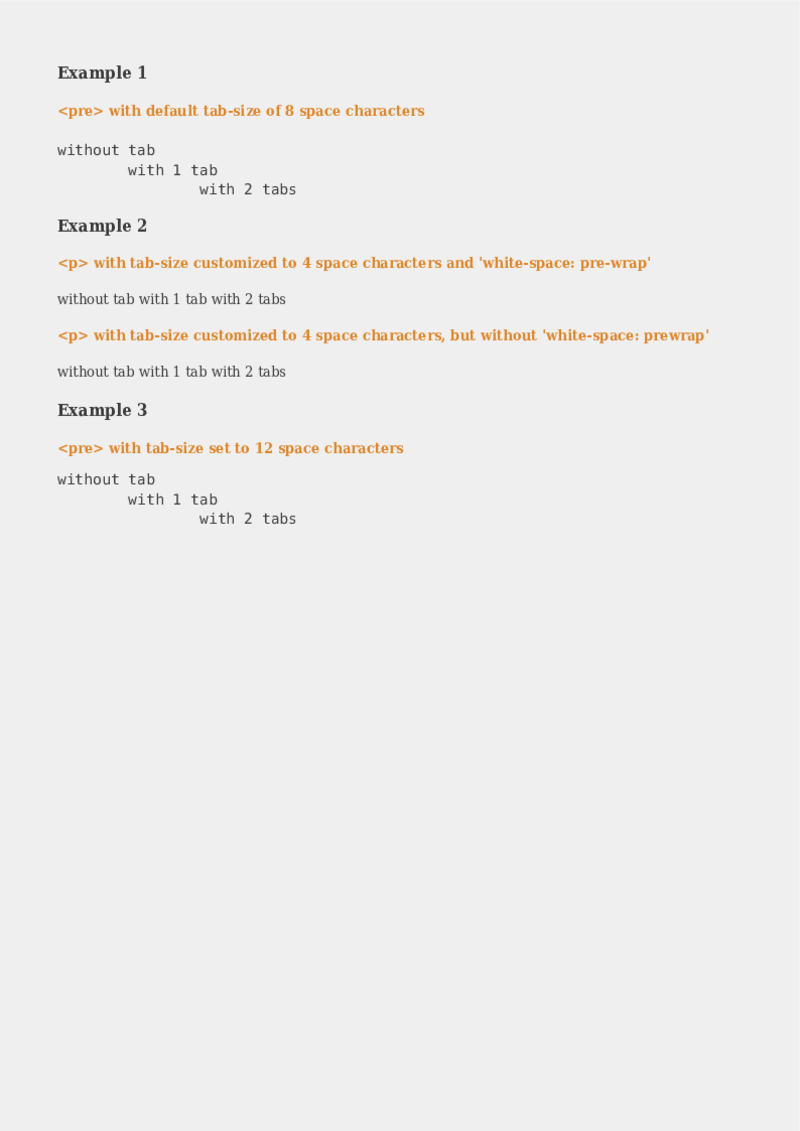 Example 1
<pre> with default tab-size of 8 space characters
without tab
        with 1 tab
                with 2 tabs
Example 2
<p> with tab-size customized to 4 space characters and 'white-space: pre-wrap'
without tab with 1 tab with 2 tabs
<p> with tab-size customized to 4 space characters, but without 'white-space: prewrap'
without tab with 1 tab with 2 tabs
Example 3
<pre> with tab-size set to 12 space characters
without tab
        with 1 tab
                with 2 tabs